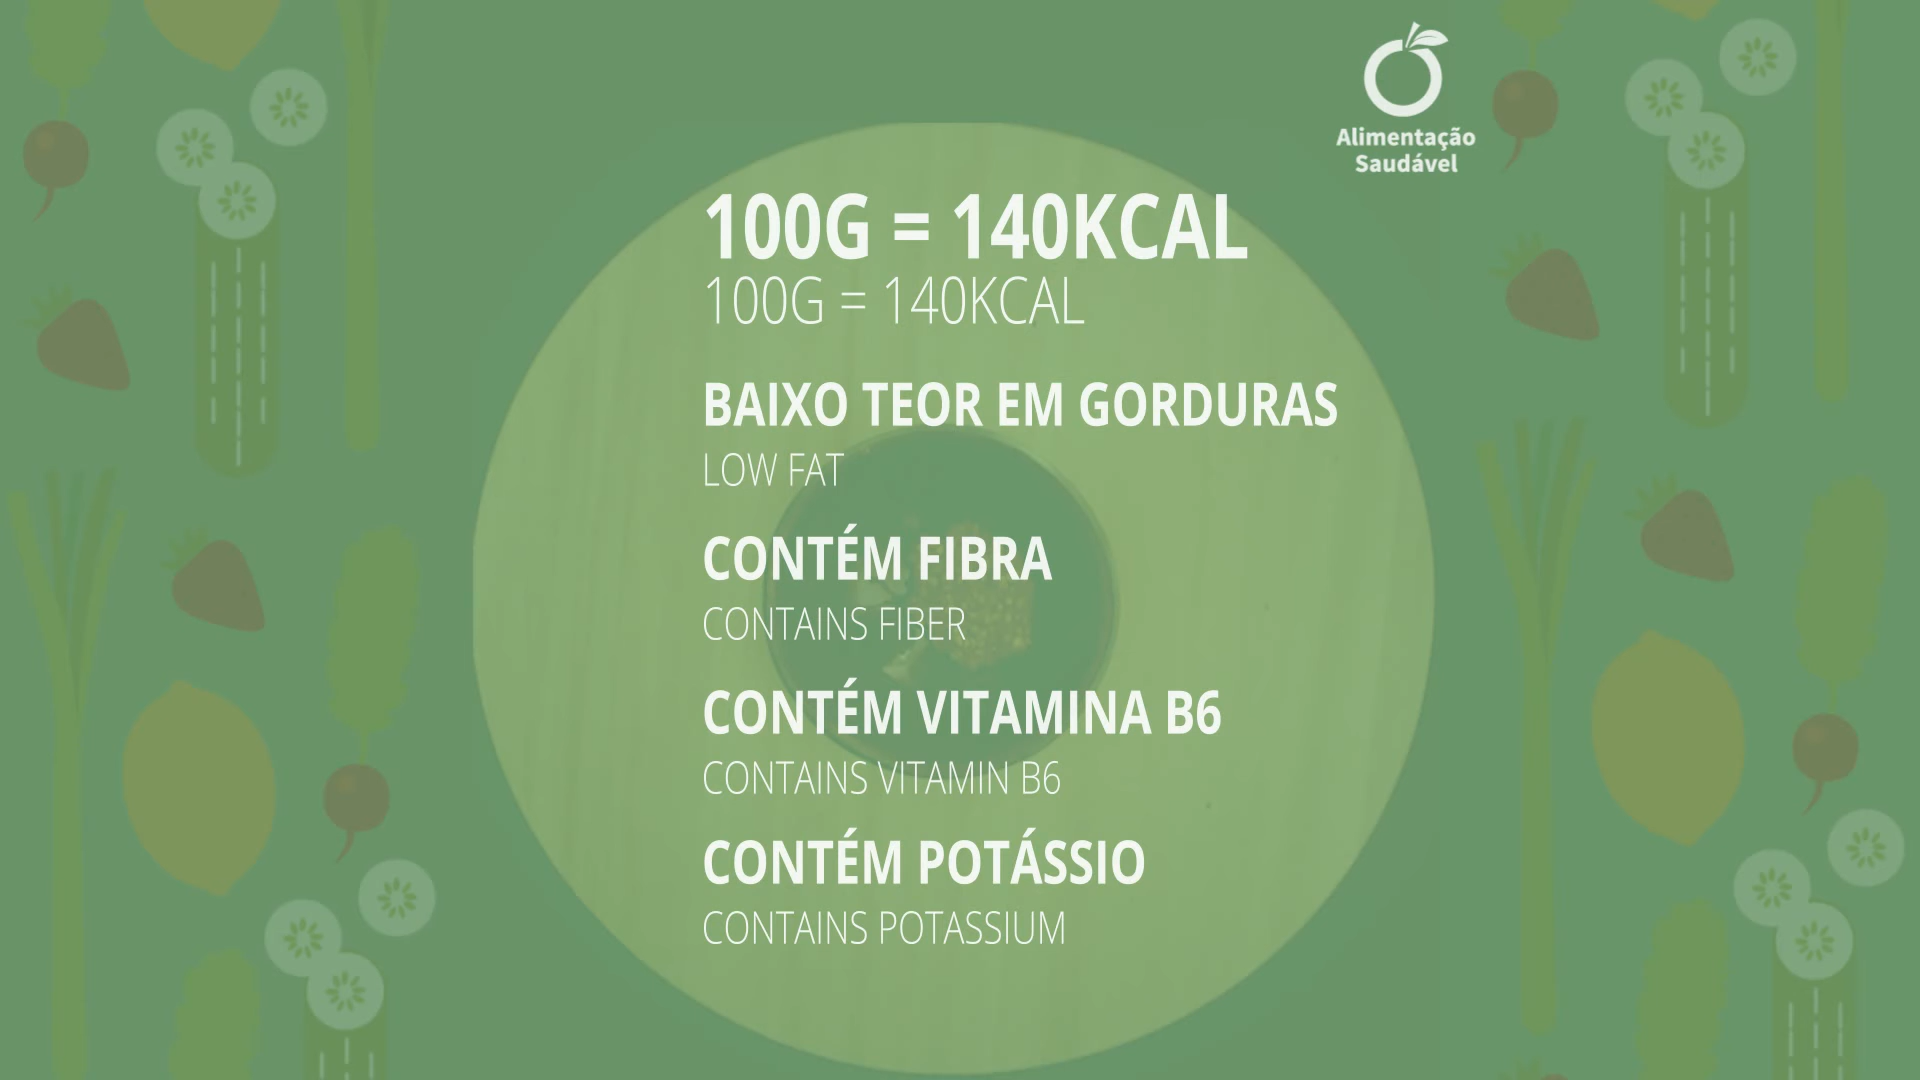 Alimentação
Saudável
100G = 140KCAL
100G = 140KCAL
BAIXO TEOR EM GORDURAS
LOW FAT
CONTÉM FIBRA
CONTAINS FIBER
CONTÉM VITAMINA B6
CONTAINS VITAMIN B6
CONTÉM POTÁSSIO
CONTAINS POTASSIUM